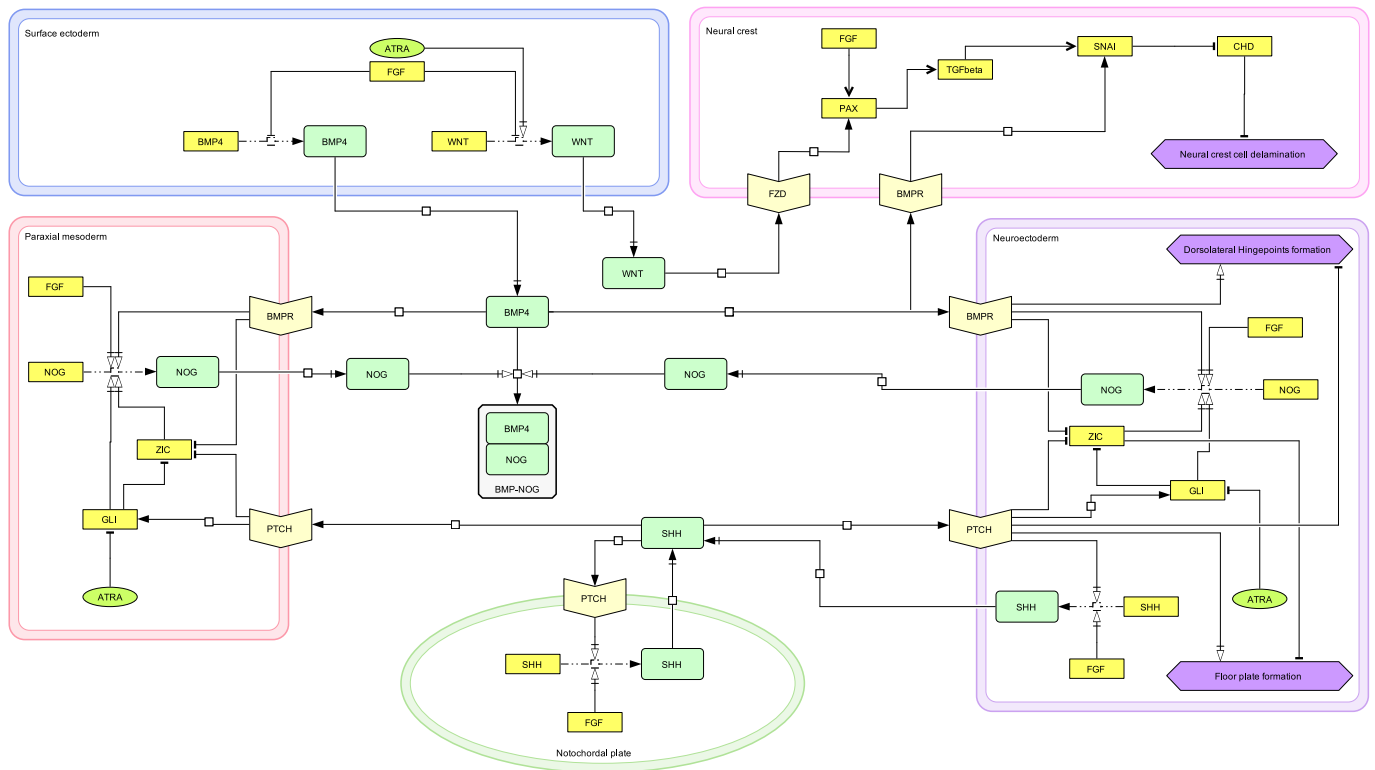 Surface ectoderm
ATRA
FGF
BMP4
BMP4
WNT
WNT
Neural crest
FGF
TGFbeta
SNAI
CHD
PAX
Neural crest cell delamination
FZD
BMPR
Paraxial mesoderm
FGF
BMPR
NOG
NOG
ZIC
GLI
PTCH
ATRA
WNT
BMP4
NOG
NOG
BMP4
NOG
BMP-NOG
SHH
PTCH
SHH
SHH
FGF
Notochordal plate
Neuroectoderm
Dorsolateral Hingepoints formation
BMPR
FGF
NOG
NOG
ZIC
GLI
PTCH
ATRA
SHH
SHH
FGF
Floor plate formation